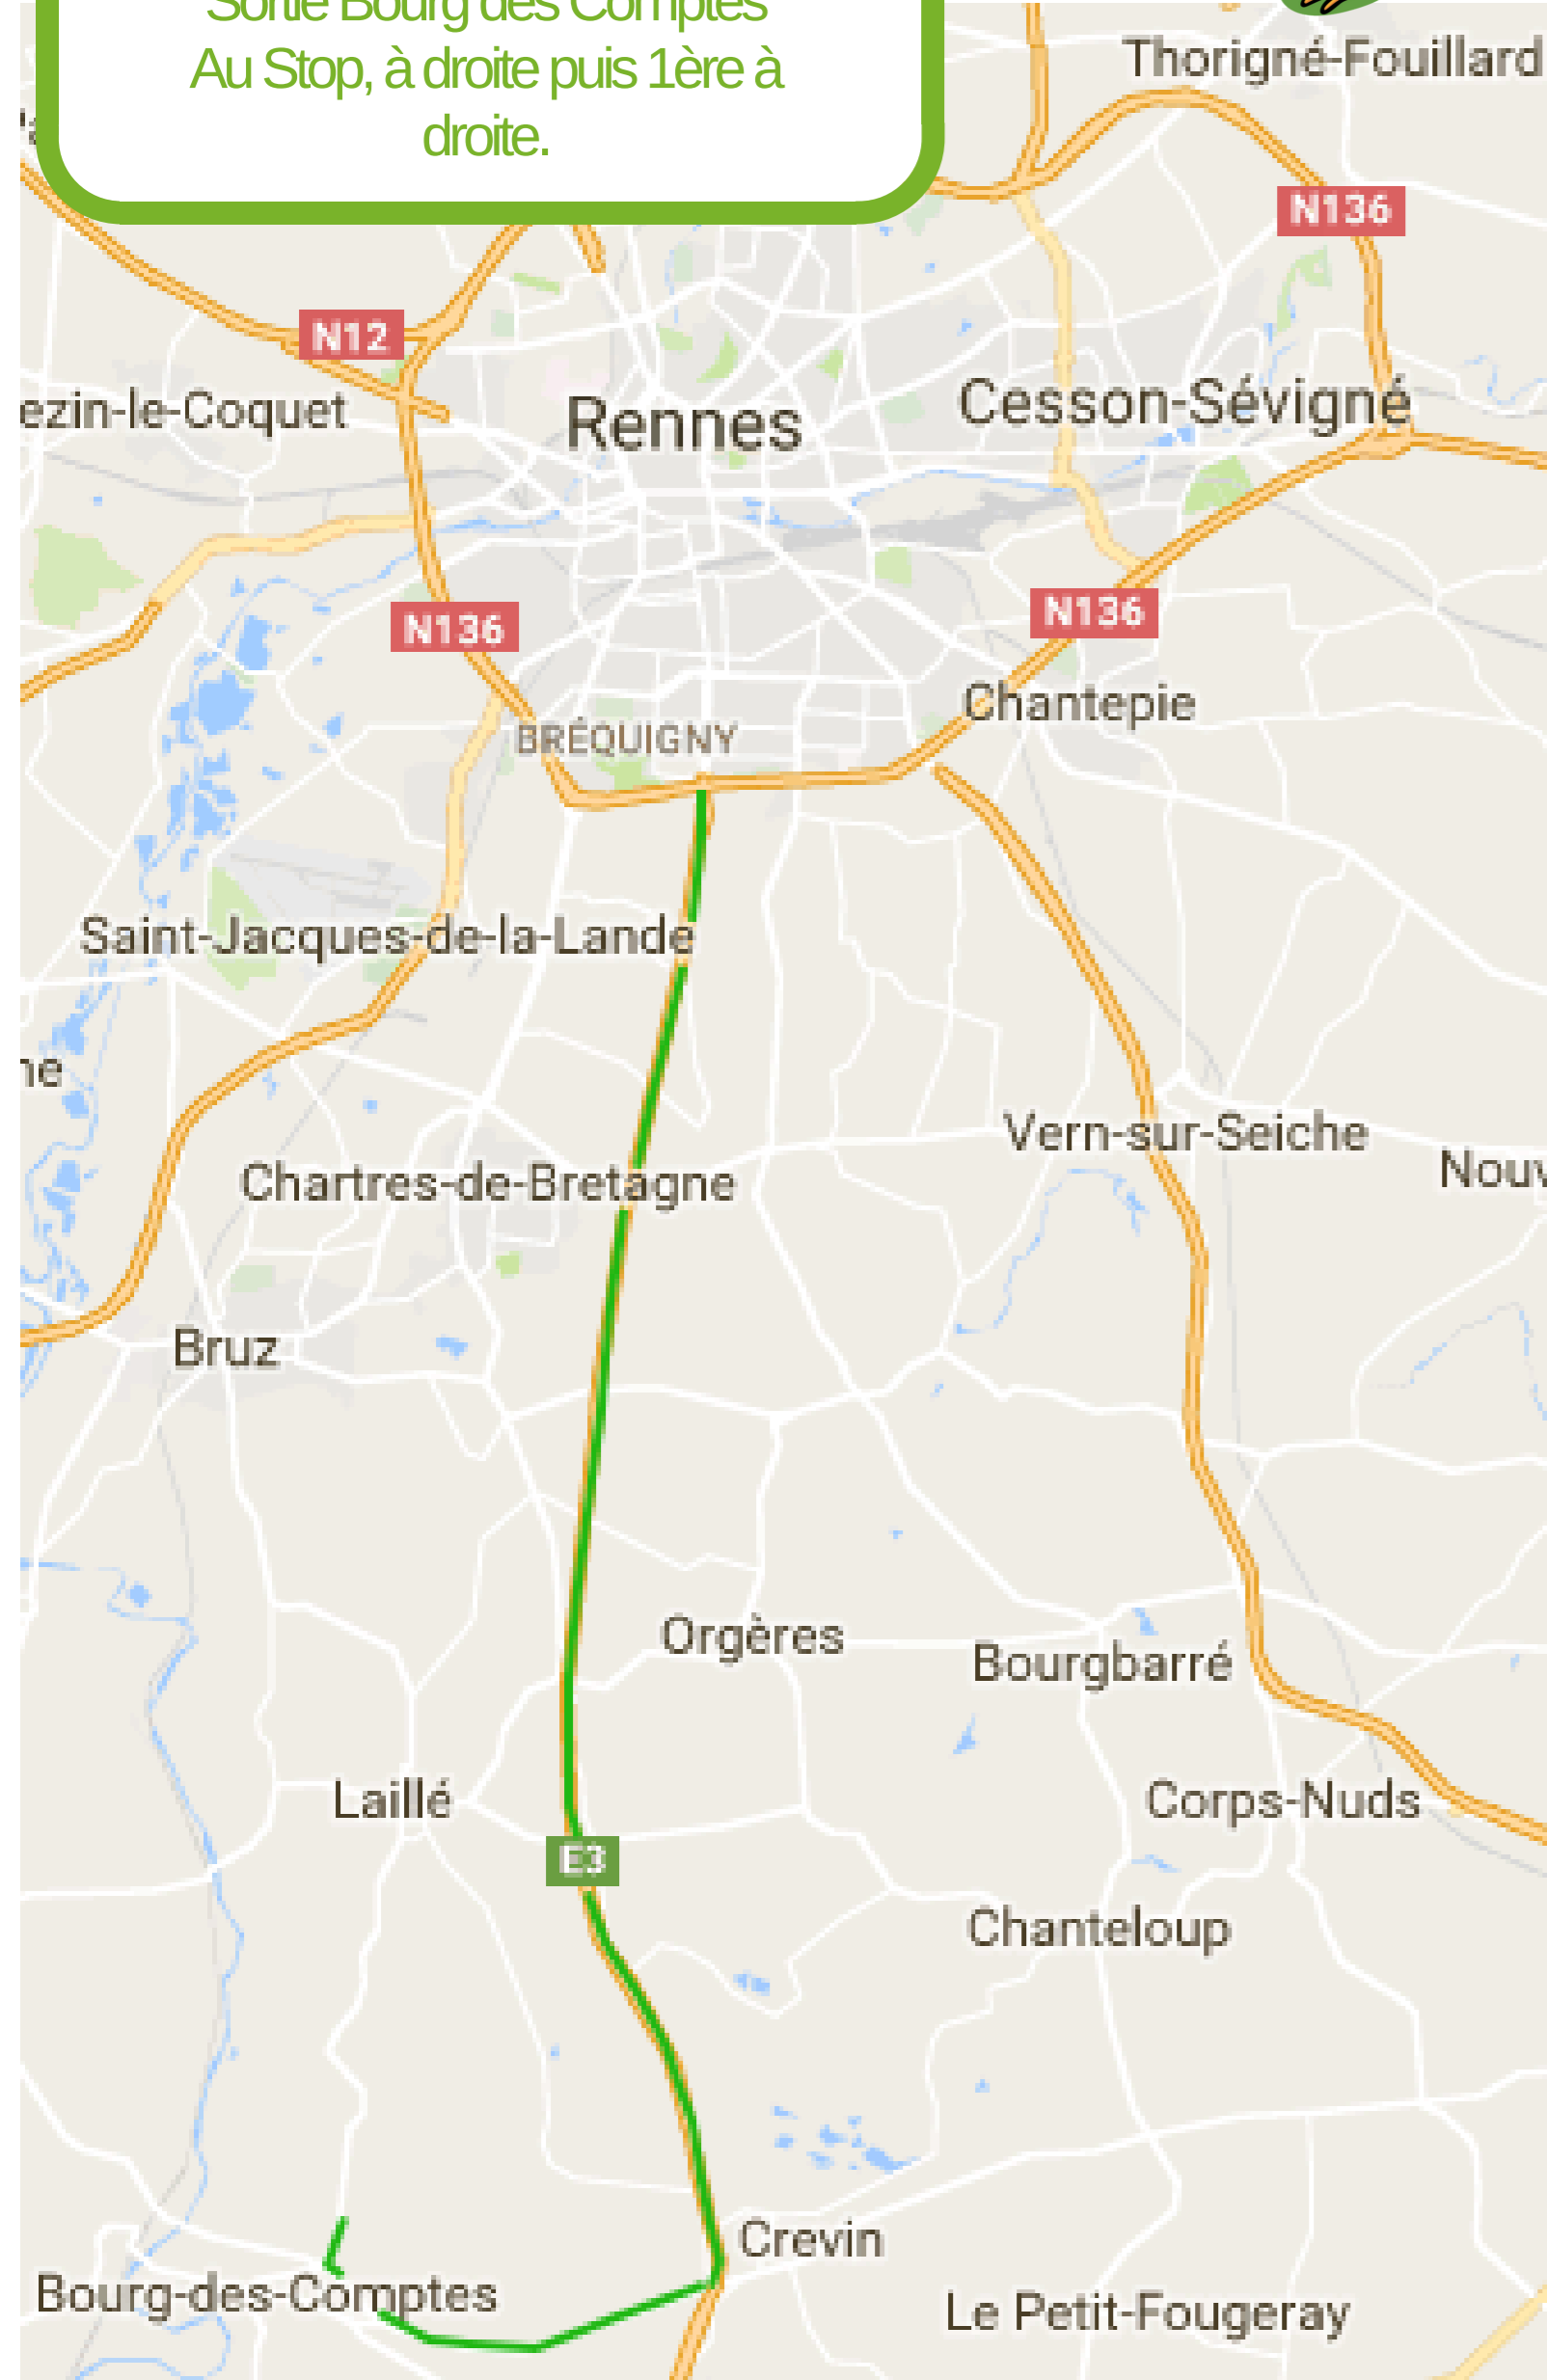 Sortie Bourg des Comptes
Au Stop, à droite puis 1ère à
droite.
Thorigné-Fouillard
N136
N12
ezin-le-Coquet
Rennes
Cesson-Sévigné
N136
N136
Chantepie
BRÉQUIGNY
Saint-Jacques-de-la-Lande
ne
Vern-sur-Seiche
Nouv
Chartres-de-Bretagne
Bruz
Orgères
Bourgbarré
Laillé
Corps-Nuds
E3
Chanteloup
Crevin
Bourg-des-Comptes
Le Petit-Fougeray